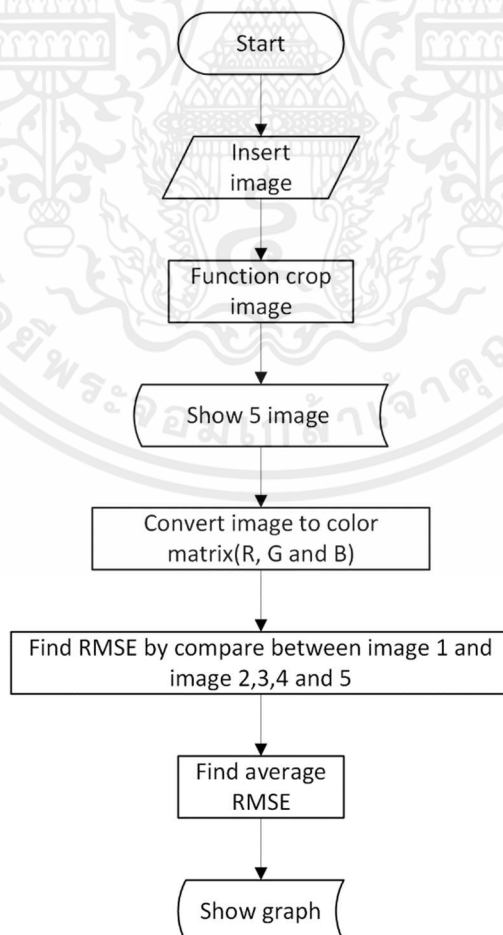 Start
Insert
image
Function crop
image
Show 5 image
Convert image to color
matrix(R, G and B)
Find RMSE by compare between image 1 and
image 2,3,4 and 5
Find average
RMSE
Show graph